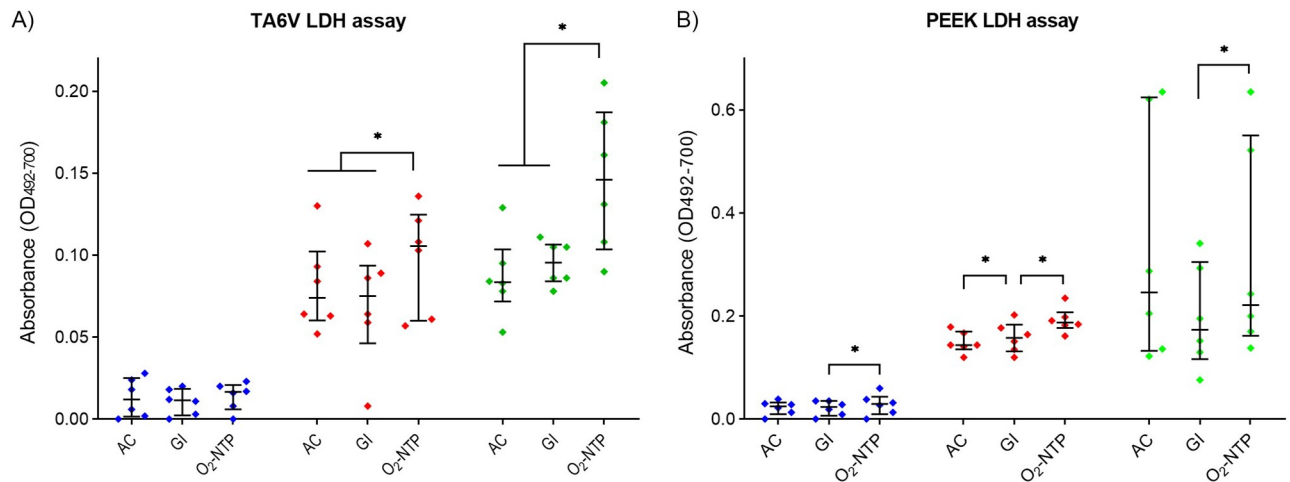 A)
TA6V LDH assay
*
*
Absorbance (OD492-700)
0.20
0.15
0.10
0.05
0.00
AC
GI
O2-NTP
AC
GI
O2-NTP
AC
GI
O2-NTP
B)
PEEK LDH assay
*
*
*
*
Absorbance (OD492-700)
0.6
0.4
0.2
0.0
AC
GI
O2-NTP
AC
GI
O2-NTP
AC
GI
O2-NTP